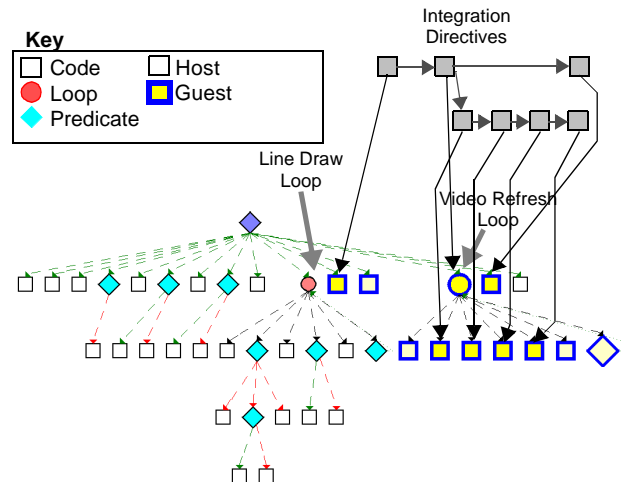 Integration
Directives
Key
Code
Host
Loop
Guest
Predicate
Line Draw
Loop
Video Refresh
Loop